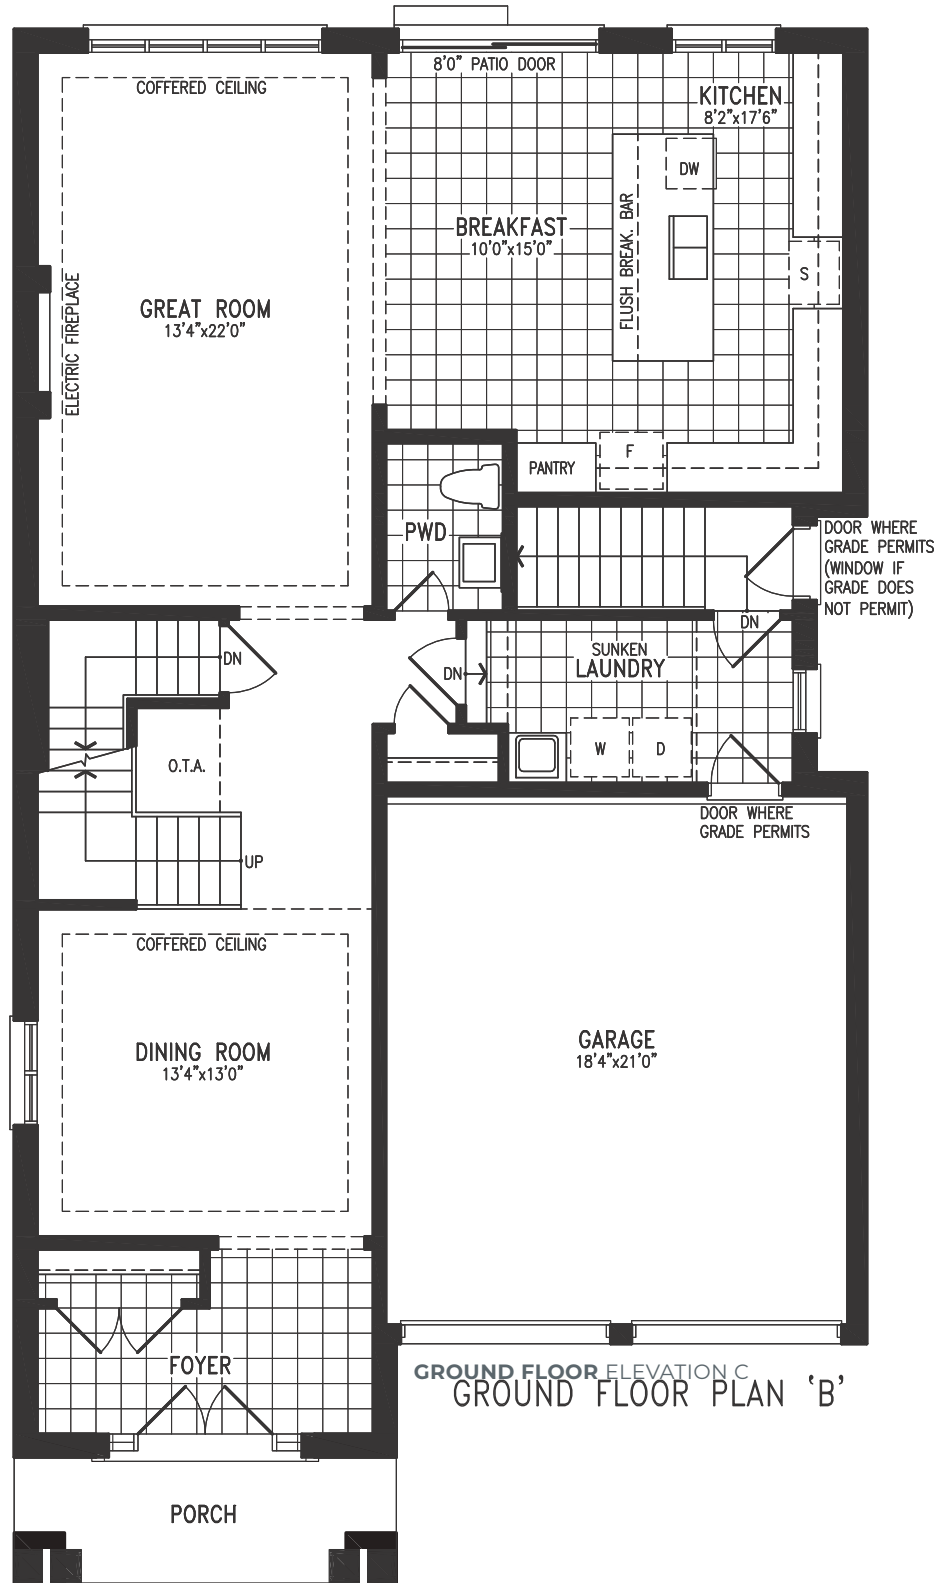 8'0" PATIO DOOR
COFFERED CEILING
KITCHEN
8'2"x17'6"
DW
FLUSH BREAK. BAR
BREAKFAST
10'0"x15'0"
S
ELECTRIC FIREPLACE
GREAT ROOM
13'4"x22'0"
F
PANTRY
PWD
DOOR WHERE
GRADE PERMITS
(WINDOW IF
GRADE DOES
NOT PERMIT)
DN
SUNKEN
LAUNDRY
DN
DN
W
D
O.T.A.
DOOR WHERE
GRADE PERMITS
UP
COFFERED CEILING
DINING ROOM
13'4"x13'0"
GARAGE
18'4"x21'0"
FOYER
GROUND FLOOR ELEVATION C
GROUND FLOOR PLAN 'B'
PORCH